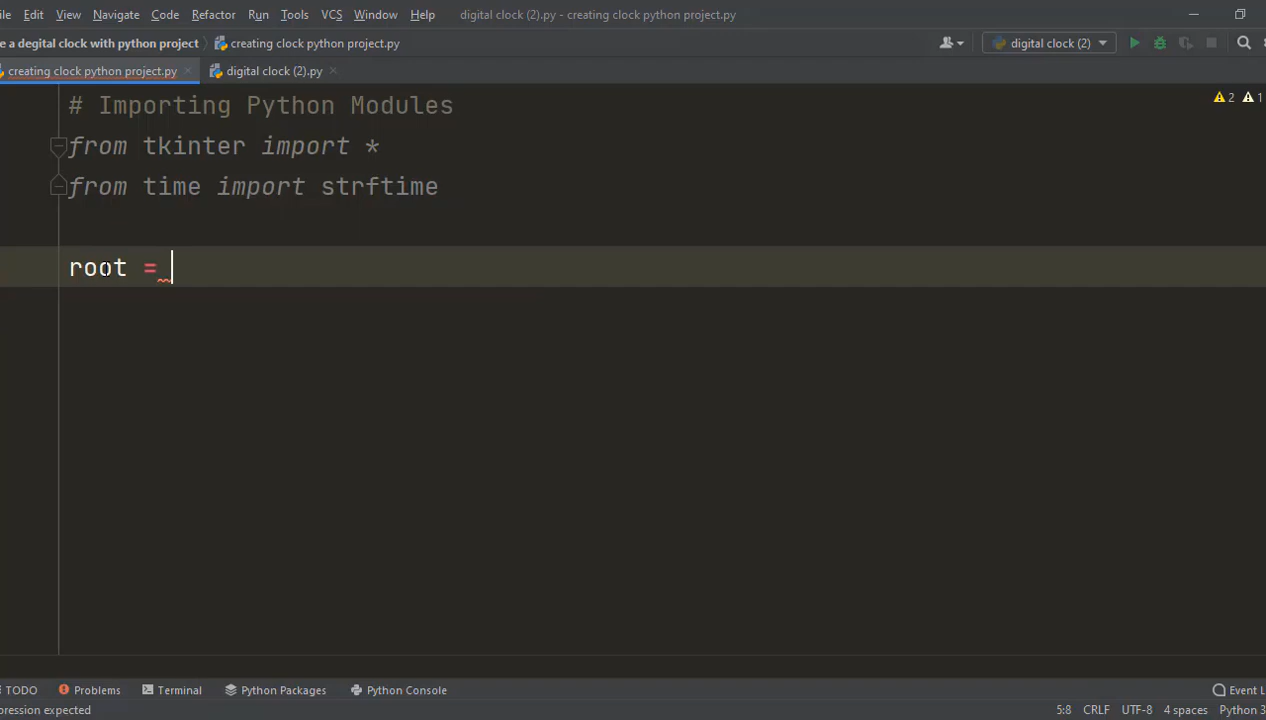 ile Edit View Navigate Code Refactor Run Tools VCS Window Help digital clock (2).py - creating clock python project.py
e a degital clock with python project creating clock python project.py digital clock (2)
creating clock python project.py digital clock (2).py
# Importing Python Modules 2 1
from tkinter import *
from time import strftime
root =
TODO Problems Terminal Python Packages Python Console Event L
pression expected 5:8 CRLF UTF-8 4 spaces Python 3